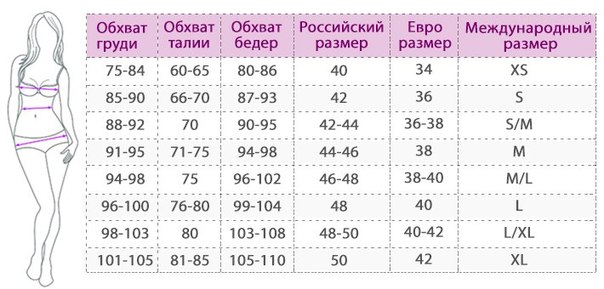 Обхват груди Обхват талии Обхват бедер Российский размер Евро размер Международный размер
75-84 60-65 80-86 40 34 XS
85-90 66-70 87-93 42 36 S
88-92 70 90-95 42-44 36-38 S/M
91-95 71-75 94-98 44-46 38 M
94-98 75 96-102 46-48 38-40 M/L
96-100 76-80 99-104 48 40 L
98-103 80 103-108 48-50 40-42 L/XL
101-105 81-85 105-110 50 42 XL